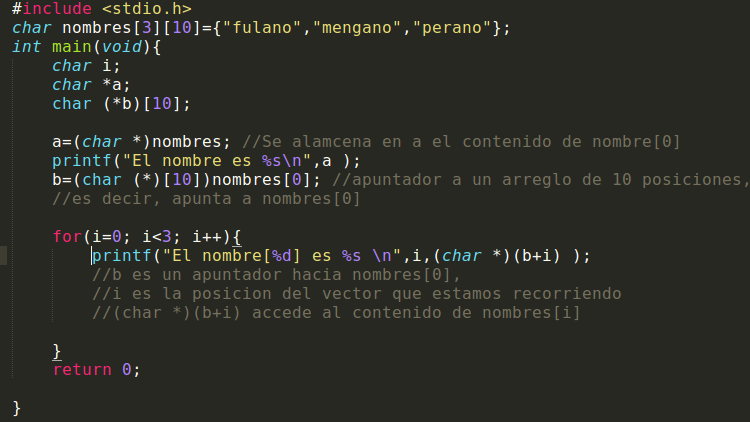 #include <stdio.h>
char nombres[3][10]={"fulano","mengano","perano"};
int main(void){
    char i;
    char *a;
    char (*b)[10];

    a=(char *)nombres; //Se alamcena en a el contenido de nombre[0]
    printf("El nombre es %s\n",a );
    b=(char (*)[10])nombres[0]; //apuntador a un arreglo de 10 posiciones,
    //es decir, apunta a nombres[0]

    for(i=0; i<3; i++){
        printf("El nombre[%d] es %s \n",i,(char *)(b+i) );
        //b es un apuntador hacia nombres[0],
        //i es la posicion del vector que estamos recorriendo
        //(char *)(b+i) accede al contenido de nombres[i]

    }
    return 0;

}